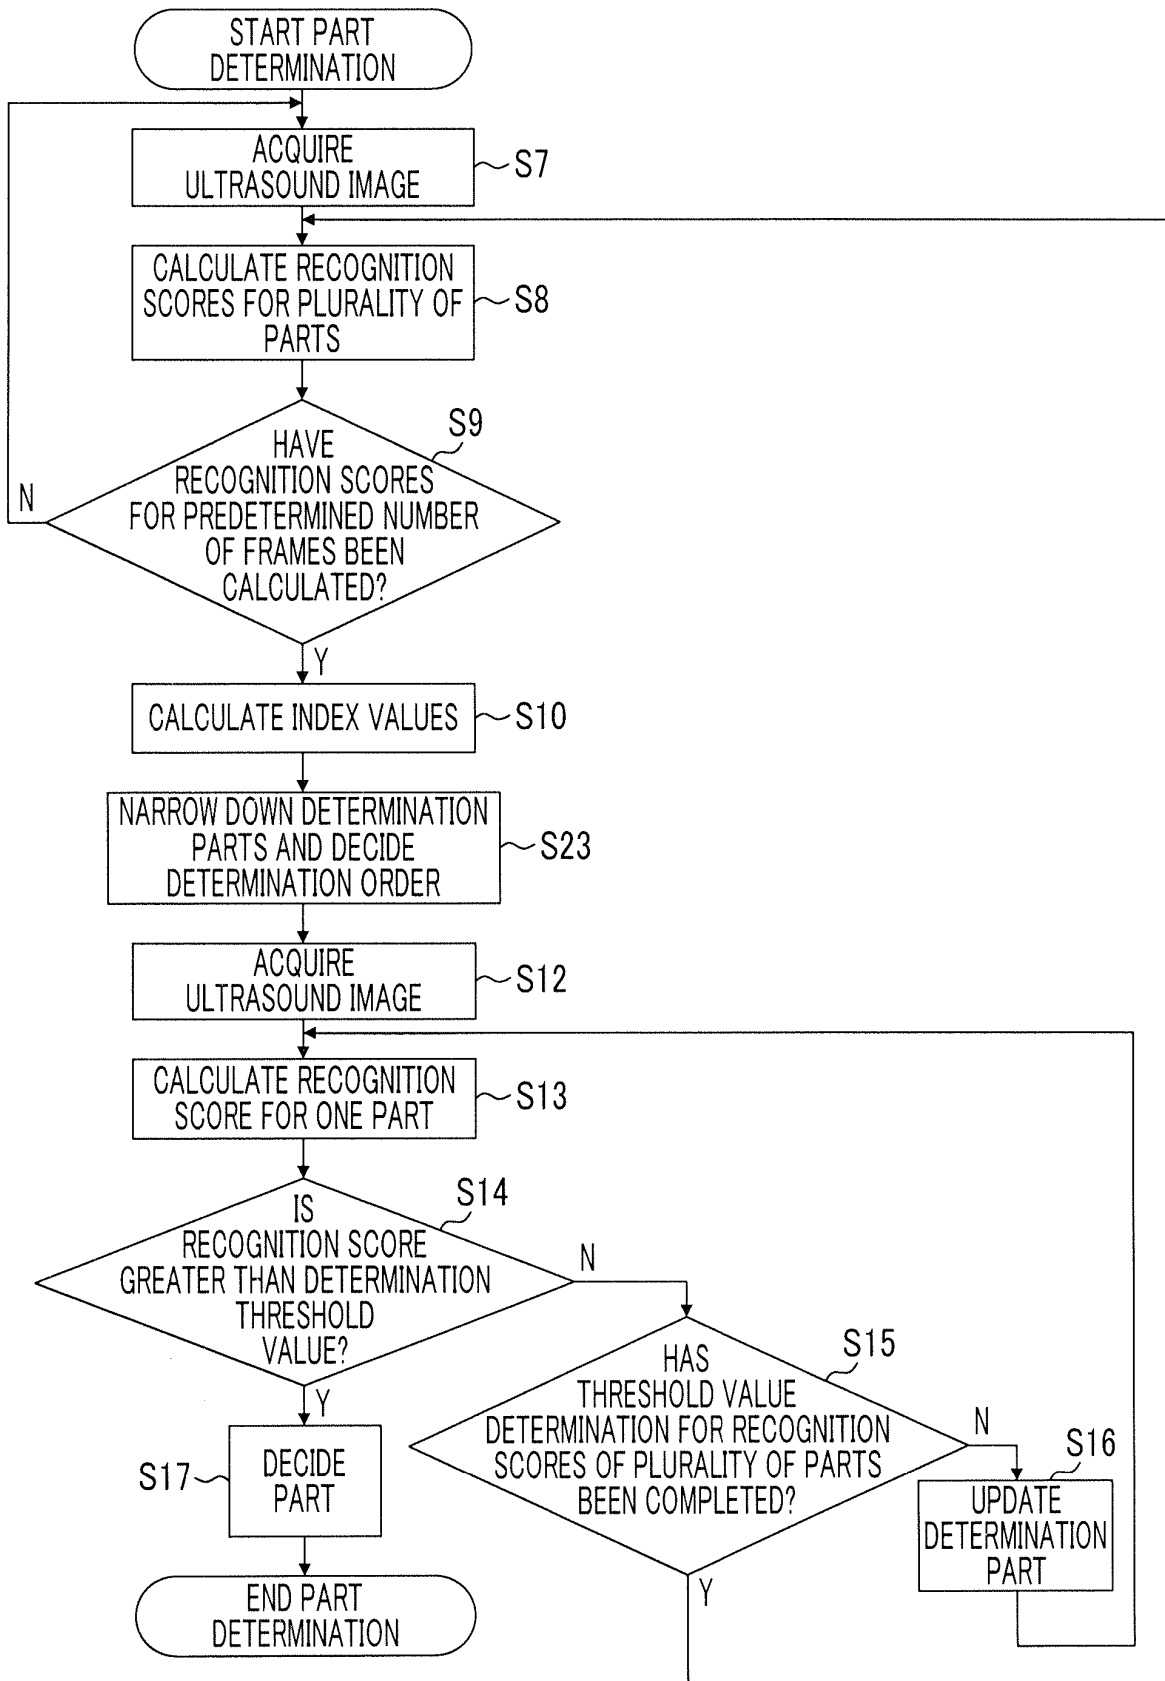 START PART
DETERMINATION
ACQUIRE
ULTRASOUND IMAGE
S7
CALCULATE RECOGNITION
SCORES FOR PLURALITY OF
PARTS
S8
S9
HAVE
RECOGNITION SCORES
FOR PREDETERMINED NUMBER
OF FRAMES BEEN
CALCULATED?
N
Y
CALCULATE INDEX VALUES
S10
NARROW DOWN DETERMINATION
PARTS AND DECIDE
DETERMINATION ORDER
S23
ACQUIRE
ULTRASOUND IMAGE
S12
CALCULATE RECOGNITION
SCORE FOR ONE PART
S13
S14
IS
RECOGNITION SCORE
GREATER THAN DETERMINATION
THRESHOLD
VALUE?
N
Y
S15
HAS
THRESHOLD VALUE
DETERMINATION FOR RECOGNITION
SCORES OF PLURALITY OF PARTS
BEEN COMPLETED?
N
Y
S16
UPDATE
DETERMINATION
PART
S17
DECIDE
PART
END PART
DETERMINATION